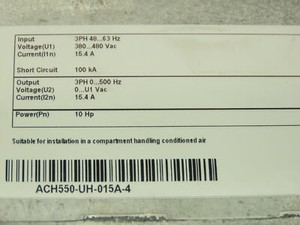 Input 3PH 48...63 Hz
Voltage(U1) 380...480 Vac
Current(I1n) 15.4 A
Short Circuit 100 kA
Output 3PH 0...500 Hz
Voltage(U2) 0...U1 Vac
Current(I2n) 15.4 A
Power(Pn) 10 Hp
Suitable for installation in a compartment handling conditioned air
ACH550-UH-015A-4